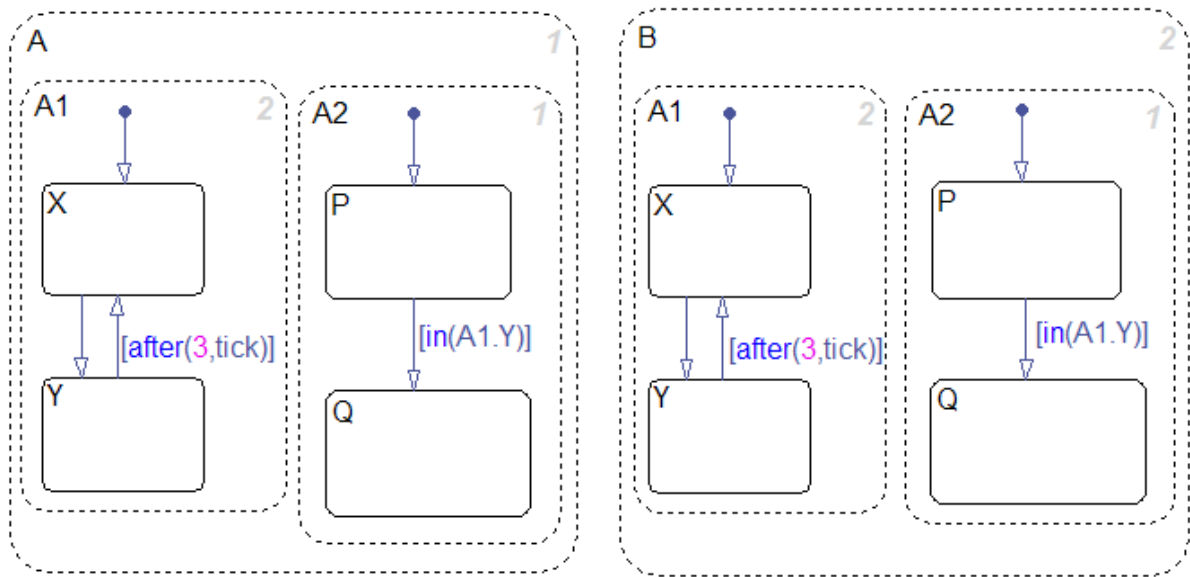 A
1
A1
2
X
[after(3,tick)]
Y
A2
1
P
[in(A1.Y)]
Q
B
2
A1
2
X
[after(3,tick)]
Y
A2
1
P
[in(A1.Y)]
Q